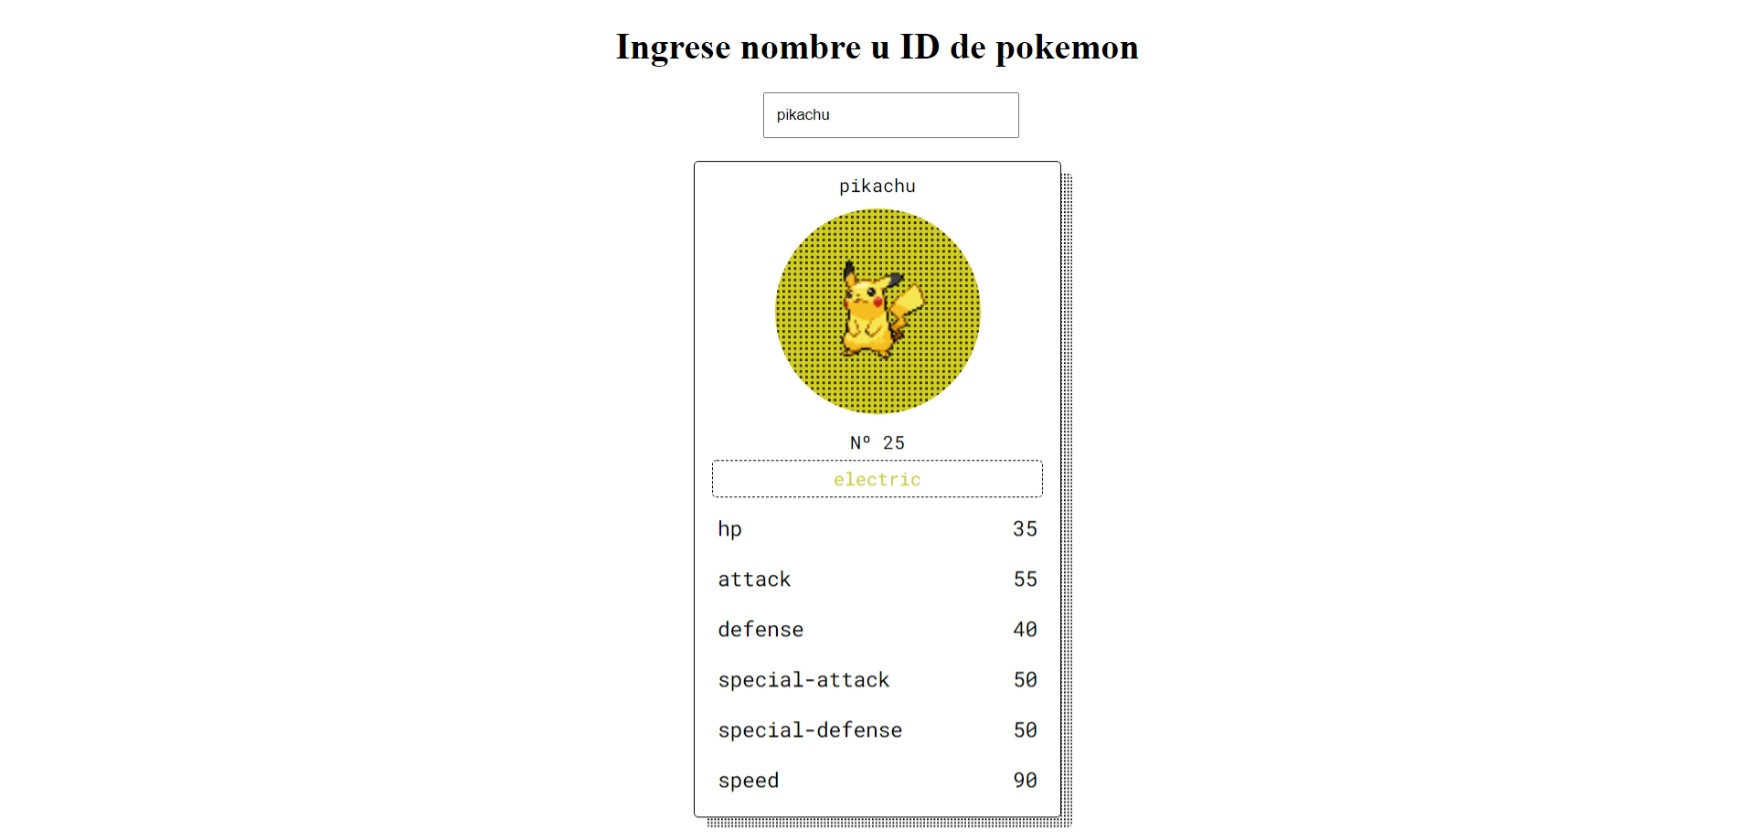 Ingrese nombre u ID de pokemon
pikachu
pikachu
Nº 25
electric
hp 35
attack 55
defense 40
special-attack 50
special-defense 50
speed 90